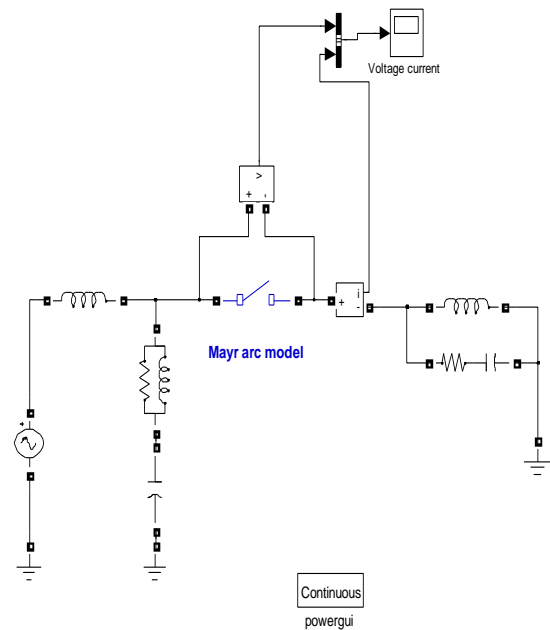 Voltage current
>
+ -
i
+ -
Mayr arc model
+
Continuous
powergui